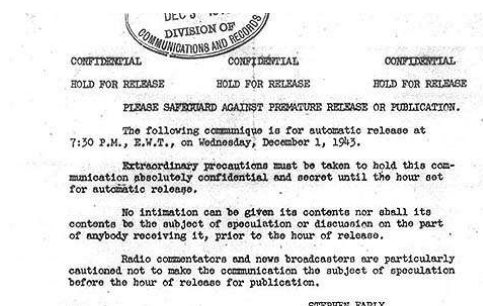 DEC 3
DIVISION OF
COMMUNICATIONS AND RECORDS
CONFIDENTIAL CONFIDENTIAL CONFIDENTIAL
HOLD FOR RELEASE HOLD FOR RELEASE HOLD FOR RELEASE
PLEASE SAFEGUARD AGAINST PREMATURE RELEASE OR PUBLICATION.
The following communique is for automatic release at
7:30 P.M., E.W.T., on Wednesday, December 1, 1943.
Extraordinary precautions must be taken to hold this com-
munication absolutely confidential and secret until the hour set
for automatic release.
No intimation can be given its contents nor shall its
contents be the subject of speculation or discussion on the part
of anybody receiving it, prior to the hour of release.
Radio commentators and news broadcasters are particularly
cautioned not to make the communication the subject of speculation
before the hour of release for publication.
STEPHEN EARLY